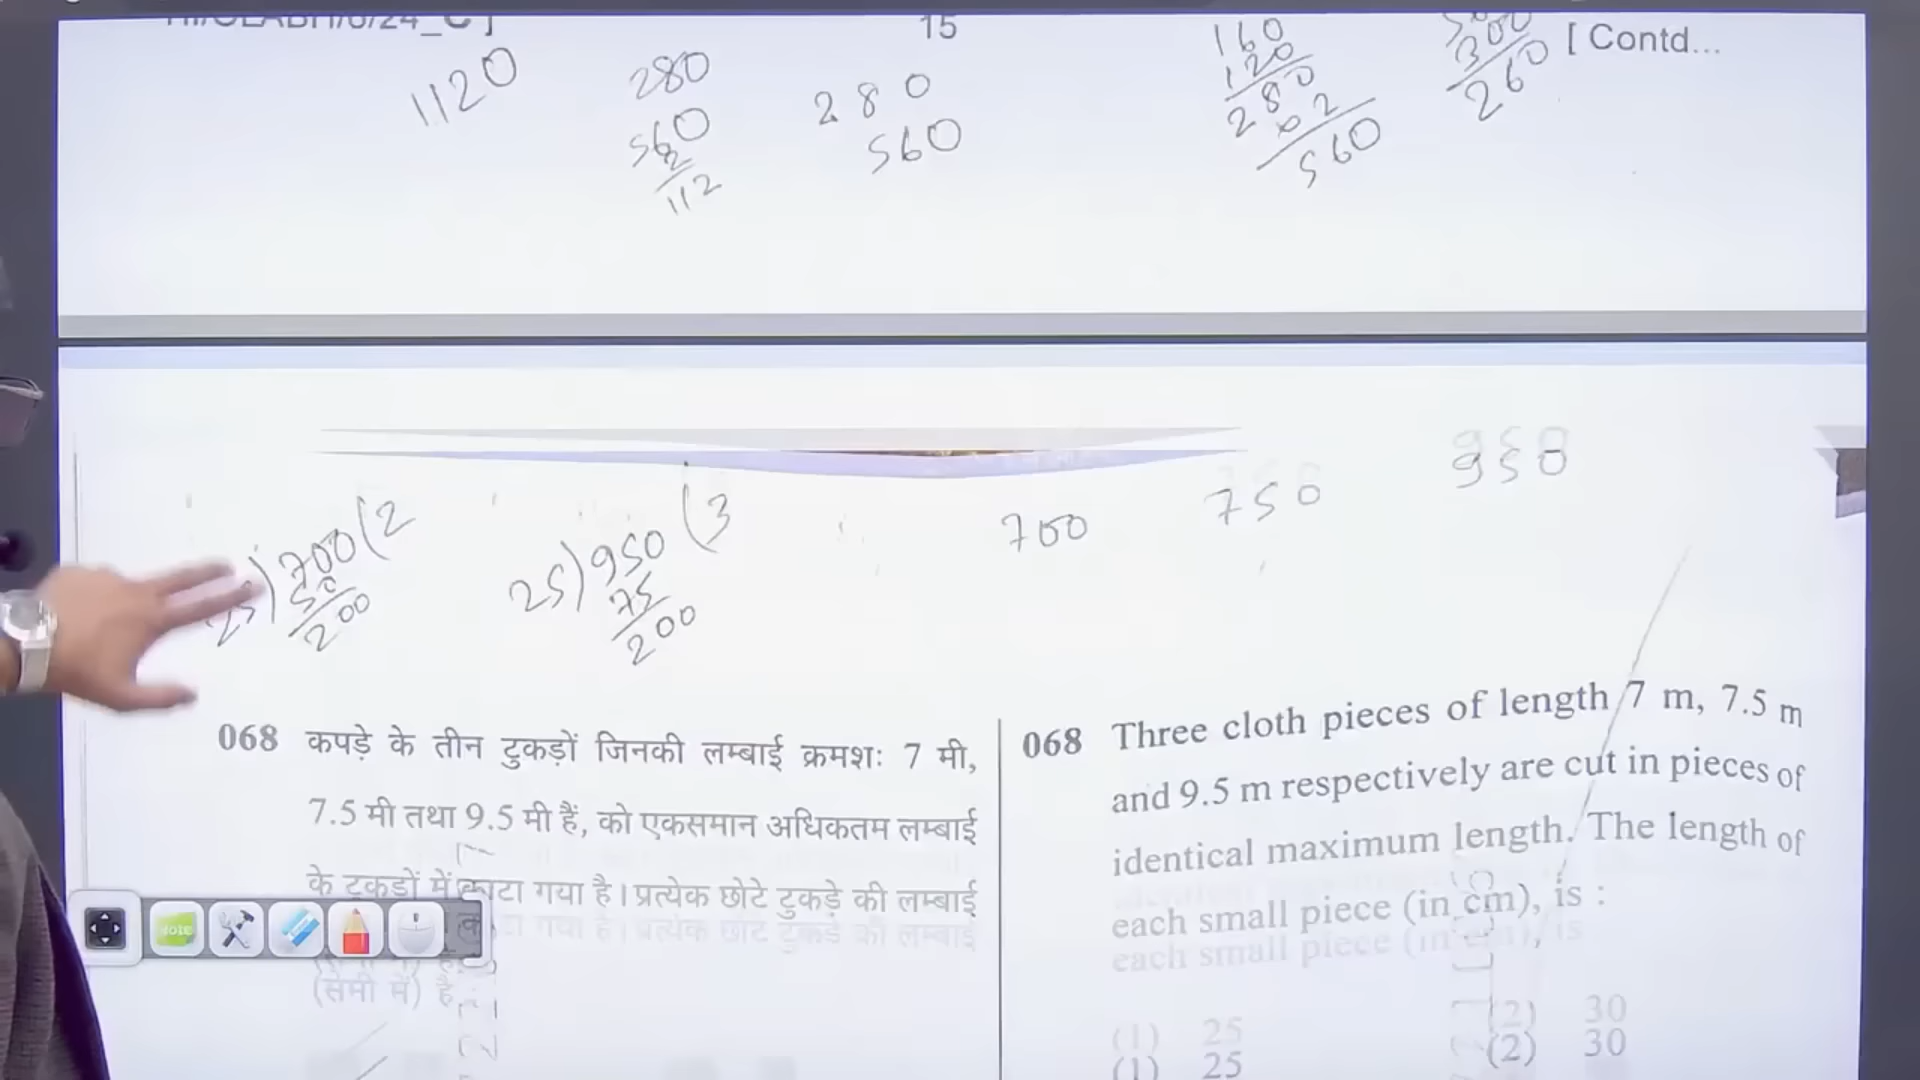 15
[ Contd...
1120
280
560
2
112
280
560
160
120
280
2
560
300
260
25)700(2
50
200
25)950(3
75
200
700
750
950
068 कपड़े के तीन टुकड़ों जिनकी लम्बाई क्रमशः 7 मी,
7.5 मी तथा 9.5 मी हैं, को एकसमान अधिकतम लम्बाई
के टुकड़ों में काटा गया है। प्रत्येक छोटे टुकड़े की लम्बाई
(सेमी में) है
068 Three cloth pieces of length 7 m, 7.5 m
and 9.5 m respectively are cut in pieces of
identical maximum length. The length of
each small piece (in cm), is :
(1) 25
(2) 30
Note